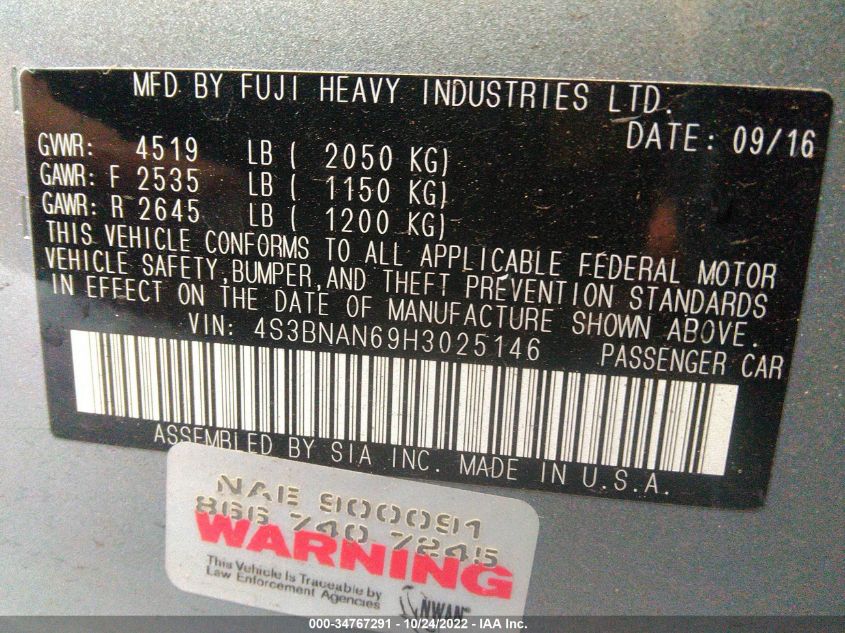 MFD BY FUJI HEAVY INDUSTRIES LTD.
DATE: 09/16
GVWR: 4519 LB ( 2050 KG)
GAWR: F 2535 LB ( 1150 KG)
GAWR: R 2645 LB ( 1200 KG)
THIS VEHICLE CONFORMS TO ALL APPLICABLE FEDERAL MOTOR
VEHICLE SAFETY, BUMPER, AND THEFT PREVENTION STANDARDS
IN EFFECT ON THE DATE OF MANUFACTURE SHOWN ABOVE.
VIN: 4S3BNAN69H3025146 PASSENGER CAR
ASSEMBLED BY SIA INC. MADE IN U.S.A.
NAE 900091
866 740 7245
WARNING
This Vehicle is Traceable by
Law Enforcement Agencies
NWAN
000-34767291 - 10/24/2022 - IAA Inc.